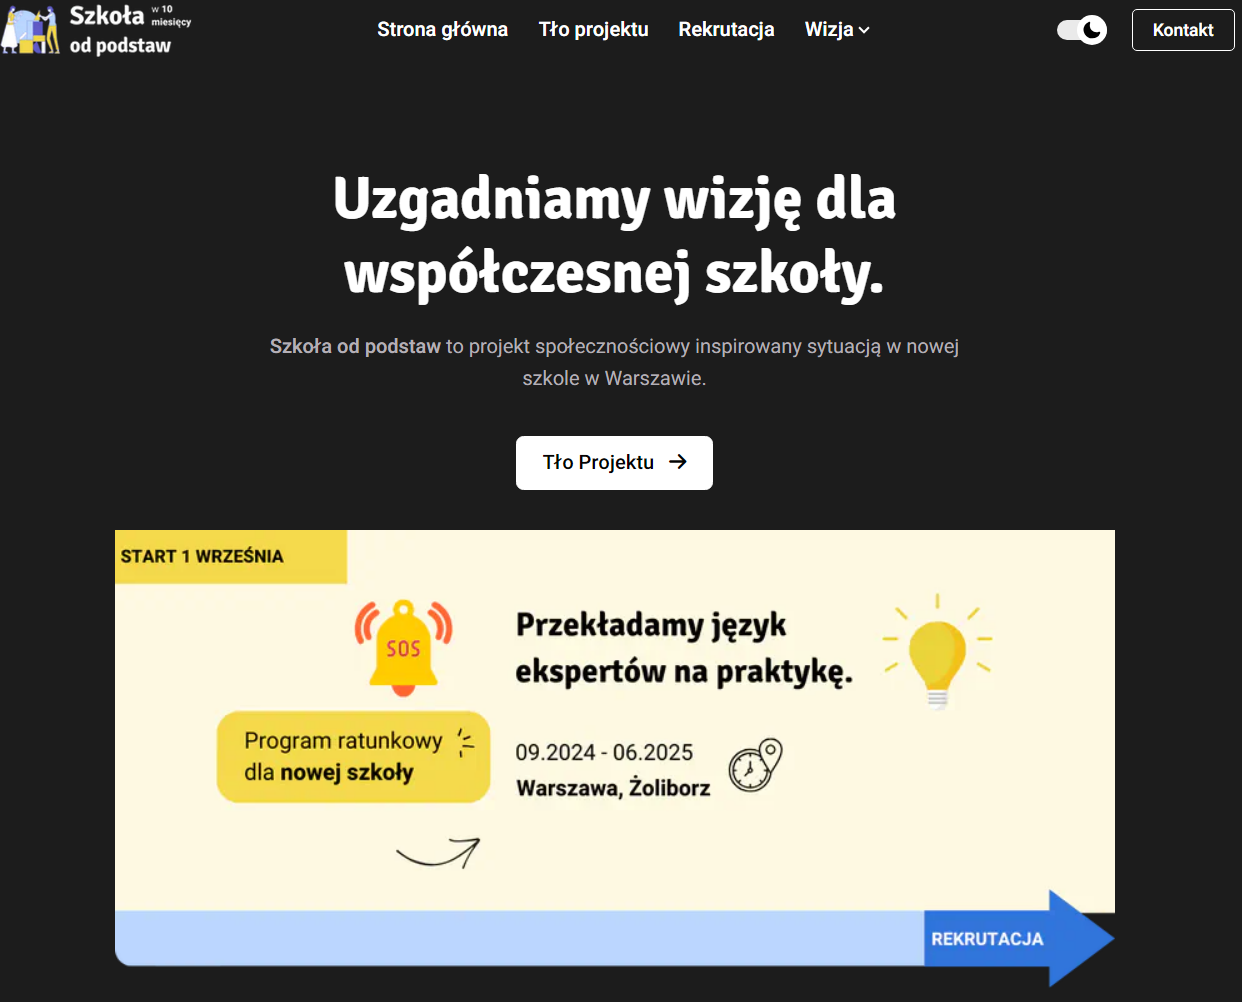 Szkoła w 10 miesięcy
od podstaw
Strona główna
Tło projektu
Rekrutacja
Wizja
Kontakt
Uzgadniamy wizję dla
współczesnej szkoły.
Szkoła od podstaw to projekt społecznościowy inspirowany sytuacją w nowej
szkole w Warszawie.
Tło Projektu
START 1 WRZEŚNIA
SOS
Przekładamy język
ekspertów na praktykę.
Program ratunkowy
dla nowej szkoły
09.2024 - 06.2025
Warszawa, Żoliborz
REKRUTACJA